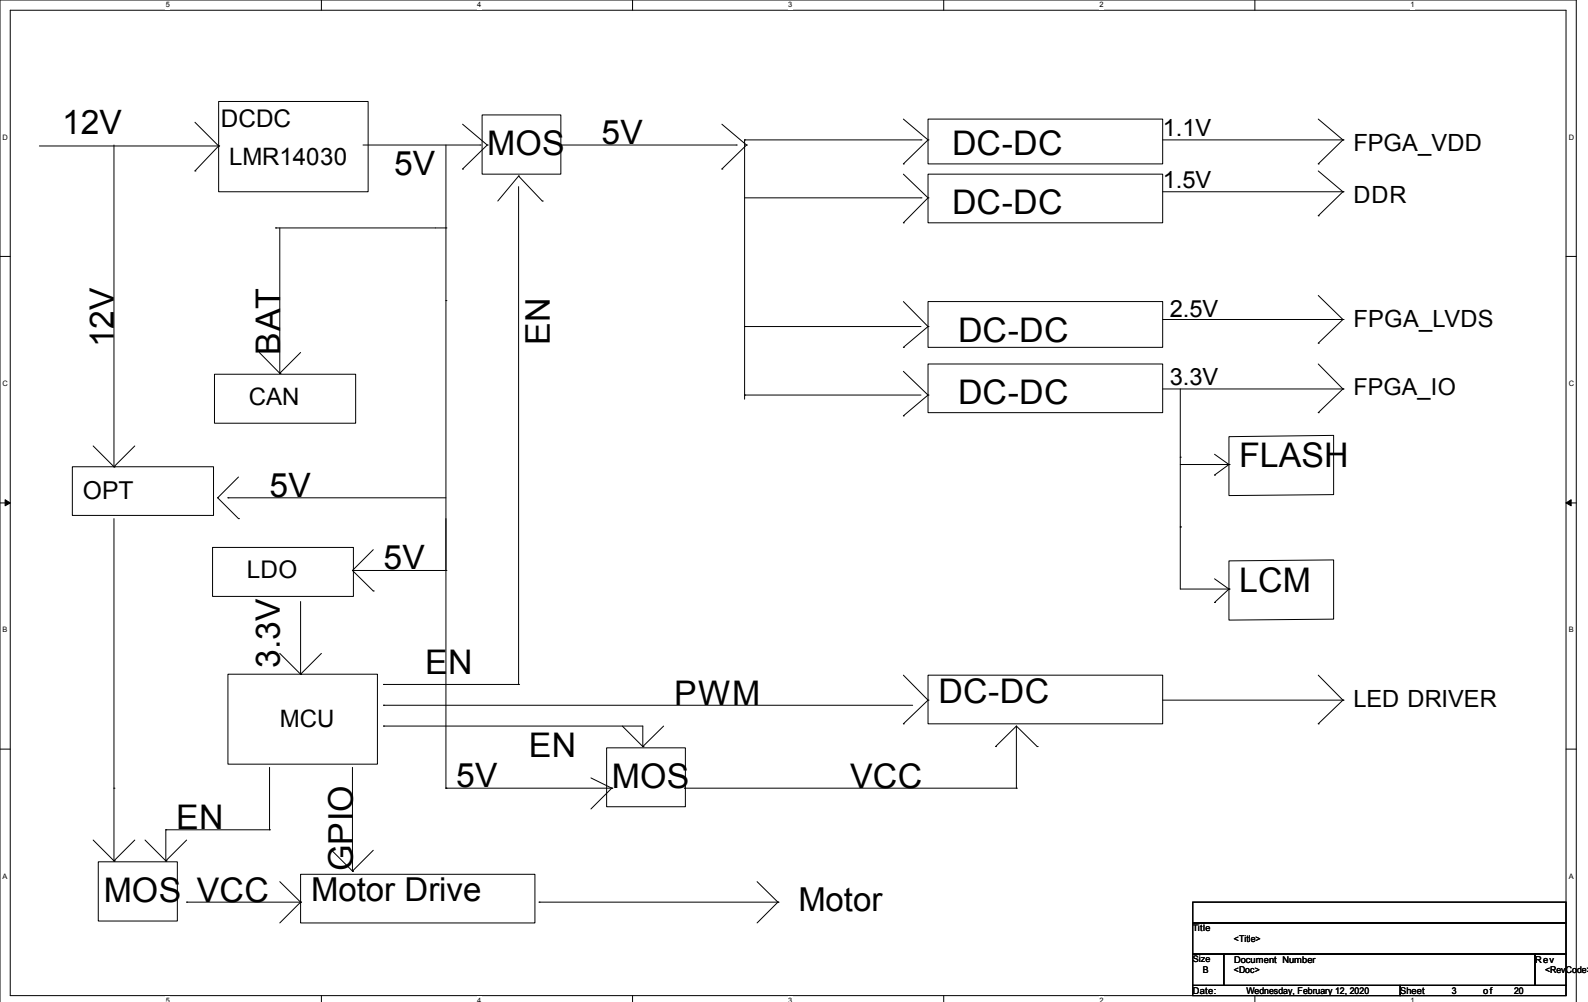 5 4 3 2 1
D D
C C
B B
A A
12V
DCDC
LMR14030
5V
MOS
5V
DC-DC
1.1V
FPGA_VDD
DC-DC
1.5V
DDR
12V
BAT
EN
DC-DC
2.5V
FPGA_LVDS
DC-DC
3.3V
FPGA_IO
CAN
FLASH
OPT
5V
LDO
5V
LCM
3.3V
EN
MCU
PWM
DC-DC
LED DRIVER
EN
5V
MOS
VCC
EN
GPIO
MOS
VCC
Motor Drive
Motor
Title
<Title>
Size Document Number Rev
B <Doc> <RevCode>
Date: Wednesday, February 12, 2020 Sheet 3 of 20
5 4 3 2 1